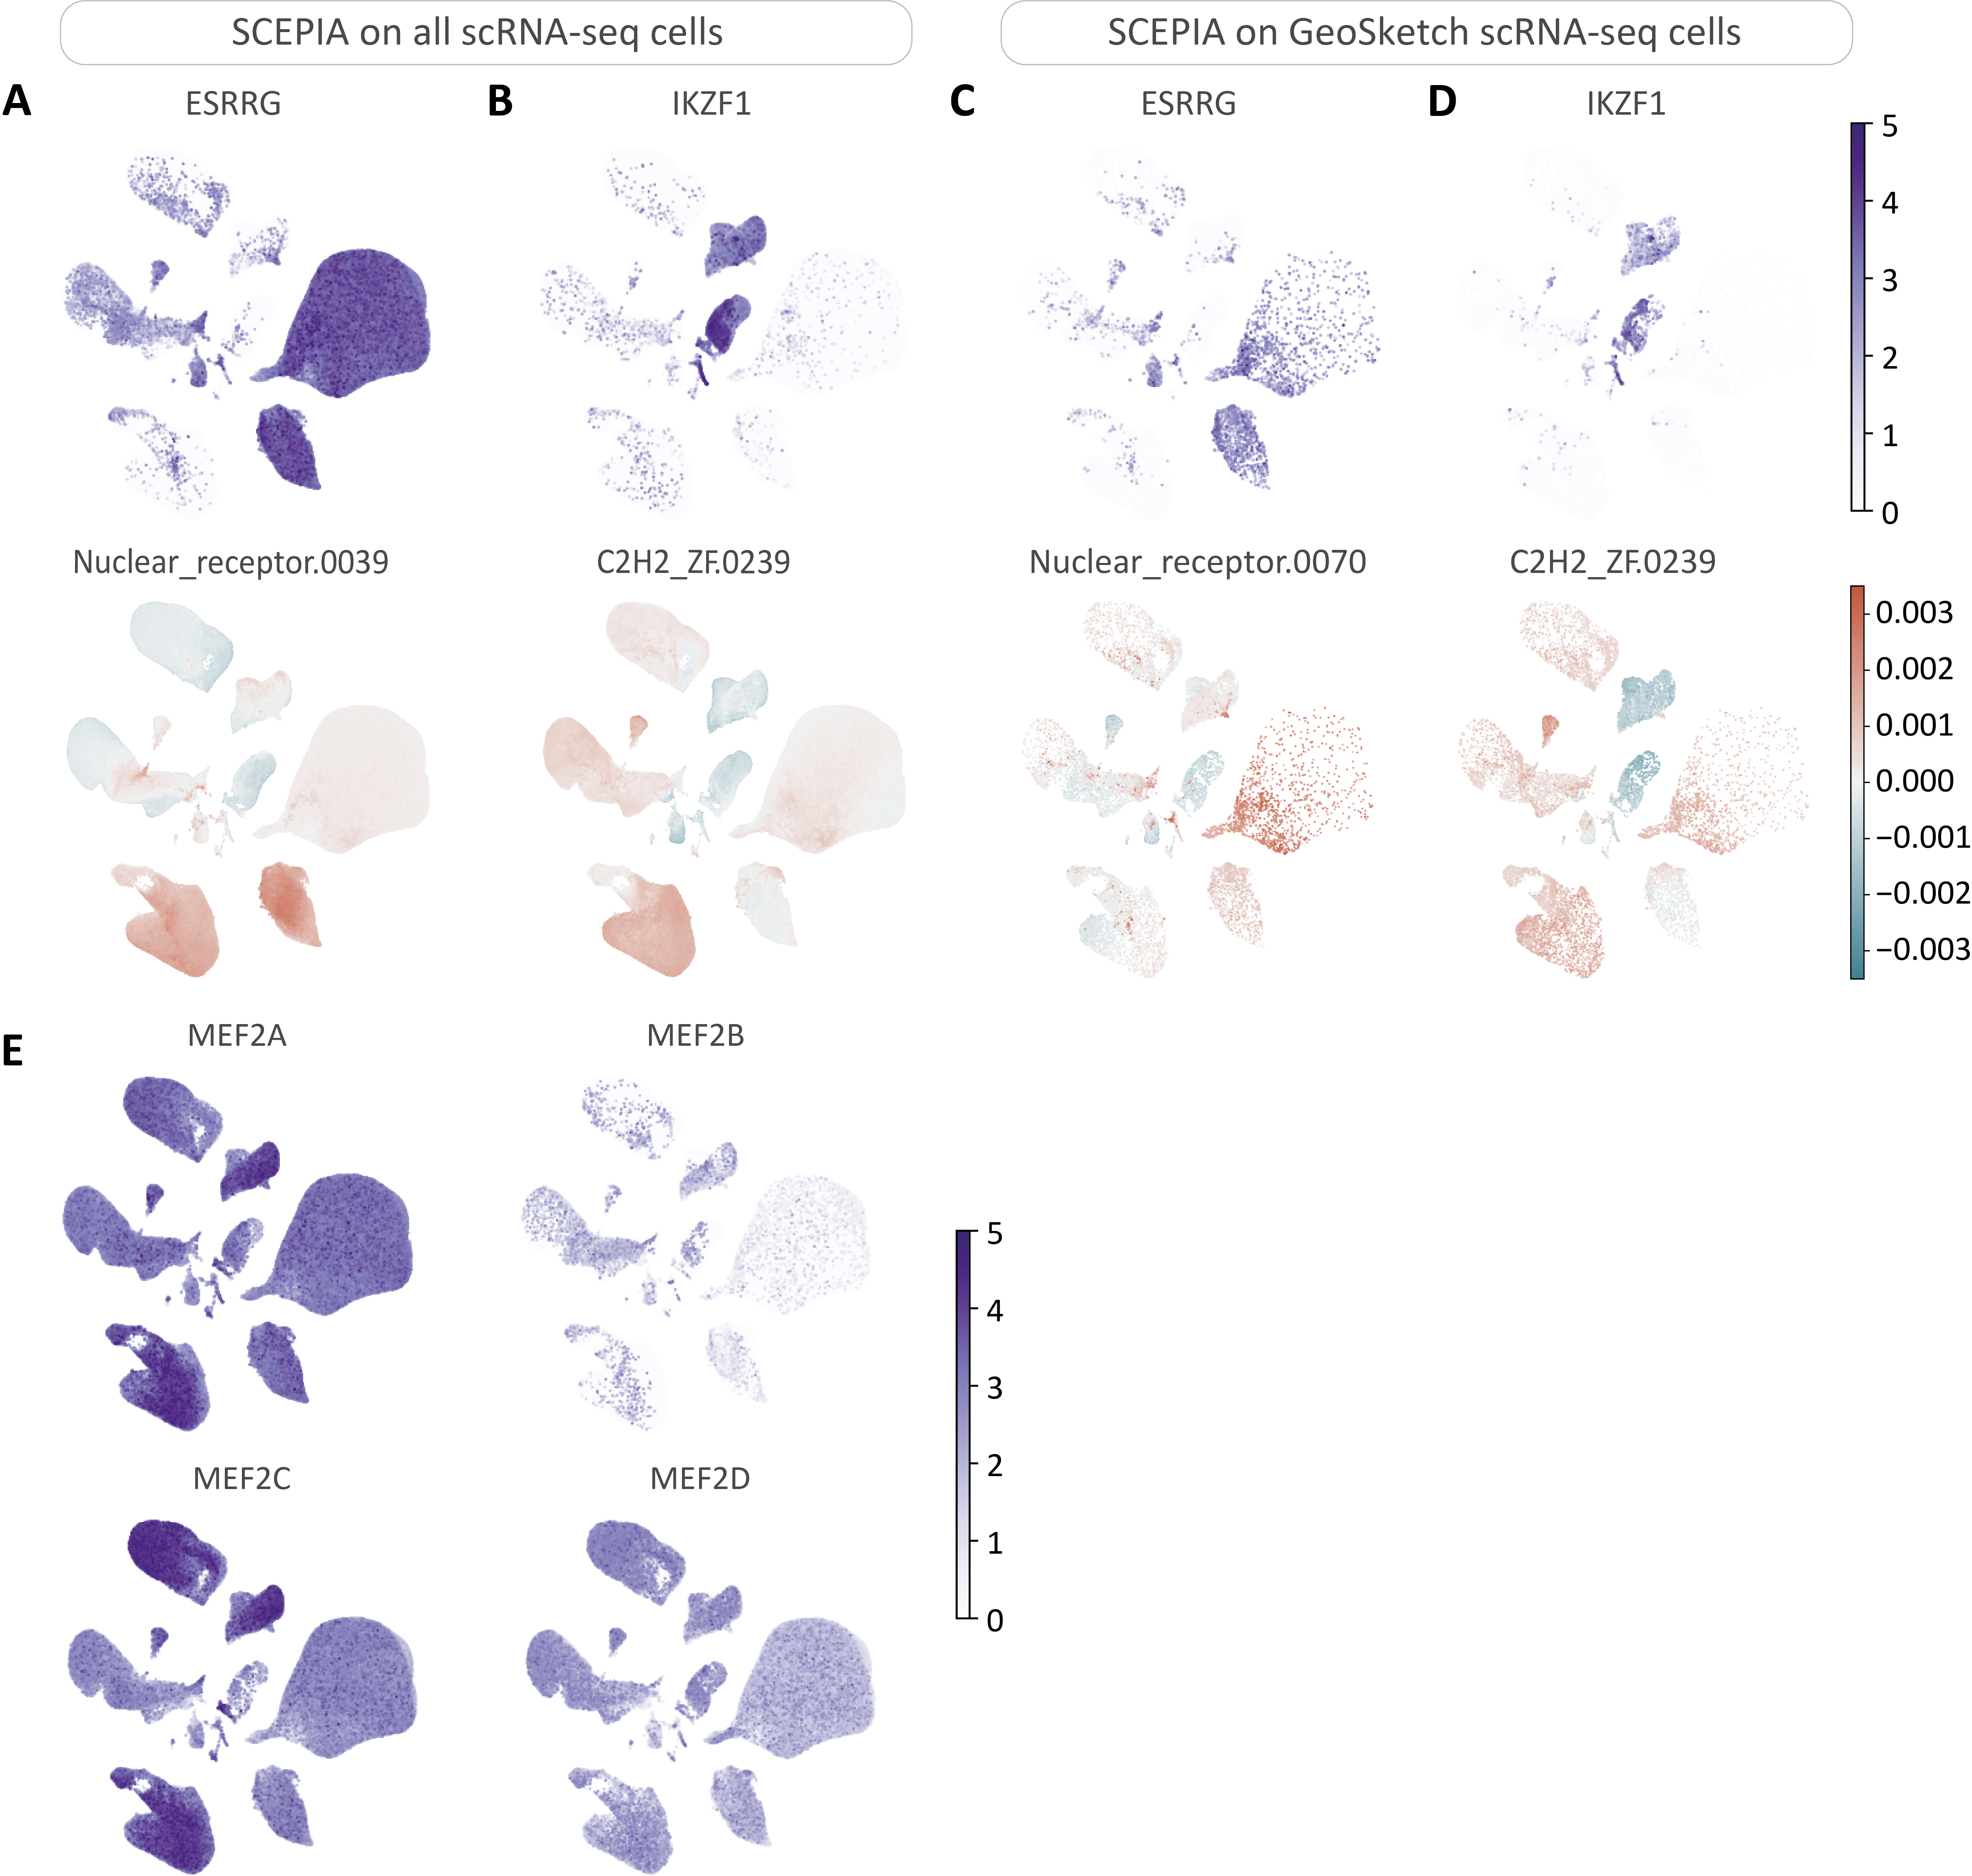 SCEPIA on all scRNA-seq cells
SCEPIA on GeoSketch scRNA-seq cells
A
ESRRG
B
IKZF1
C
ESRRG
D
IKZF1
5
4
3
2
1
0
Nuclear_receptor.0039
C2H2_ZF.0239
Nuclear_receptor.0070
C2H2_ZF.0239
0.003
0.002
0.001
0.000
−0.001
−0.002
−0.003
E
MEF2A
MEF2B
MEF2C
MEF2D
5
4
3
2
1
0